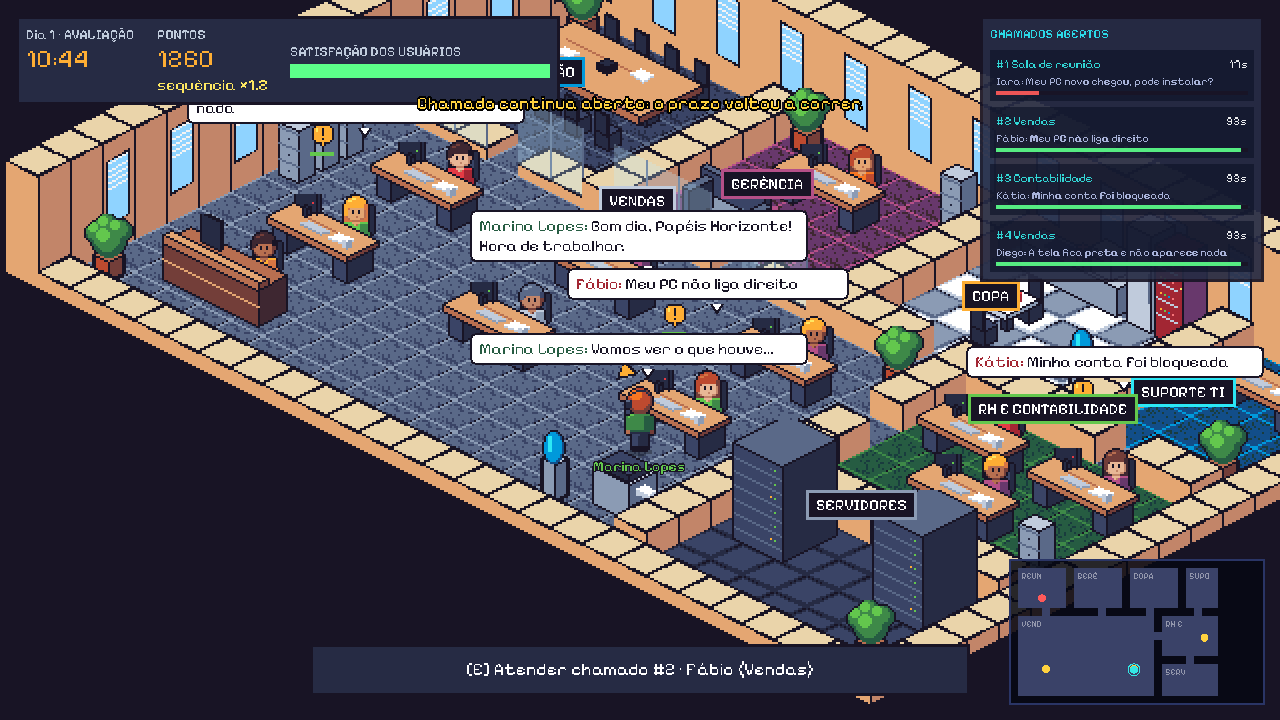 Dia 1 · AVALIAÇÃO
10:44
PONTOS
1260
sequência ×1.2
SATISFAÇÃO DOS USUÁRIOS
ÃO
Chamado continua aberto: o prazo voltou a correr.
nada
CHAMADOS ABERTOS
#1 Sala de reunião 17s
Iara: Meu PC novo chegou, pode instalar?
#2 Vendas 93s
Fábio: Meu PC não liga direito
#3 Contabilidade 93s
Kátia: Minha conta foi bloqueada
#4 Vendas 93s
Diego: A tela fica preta e não aparece nada
GERÊNCIA
VENDAS
Marina Lopes: Bom dia, Papéis Horizonte!
Hora de trabalhar.
Fábio: Meu PC não liga direito
COPA
Marina Lopes: Vamos ver o que houve...
Kátia: Minha conta foi bloqueada
SUPORTE TI
RH E CONTABILIDADE
Marina Lopes
SERVIDORES
REUN
GERÊ
COPA
SUPO
VEND
RH E
SERV
(E) Atender chamado #2 · Fábio (Vendas)